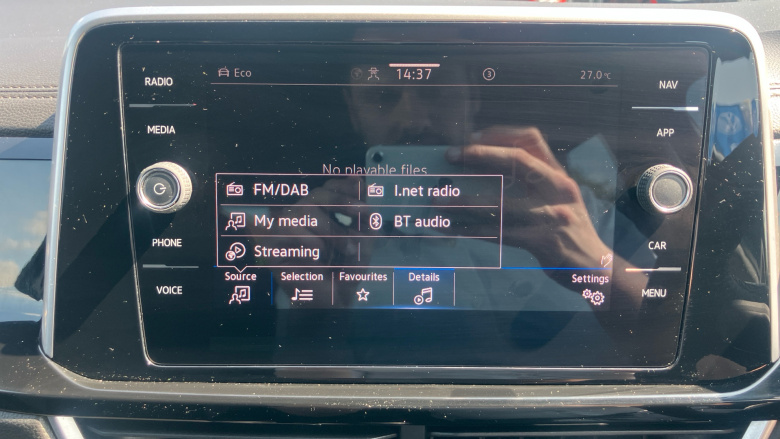 RADIO
MEDIA
PHONE
VOICE
Eco
14:37
3
27.0°C
NAV
APP
CAR
MENU
No playable files
FM/DAB
I.net radio
My media
BT audio
Streaming
Source
Selection
Favourites
Details
Settings